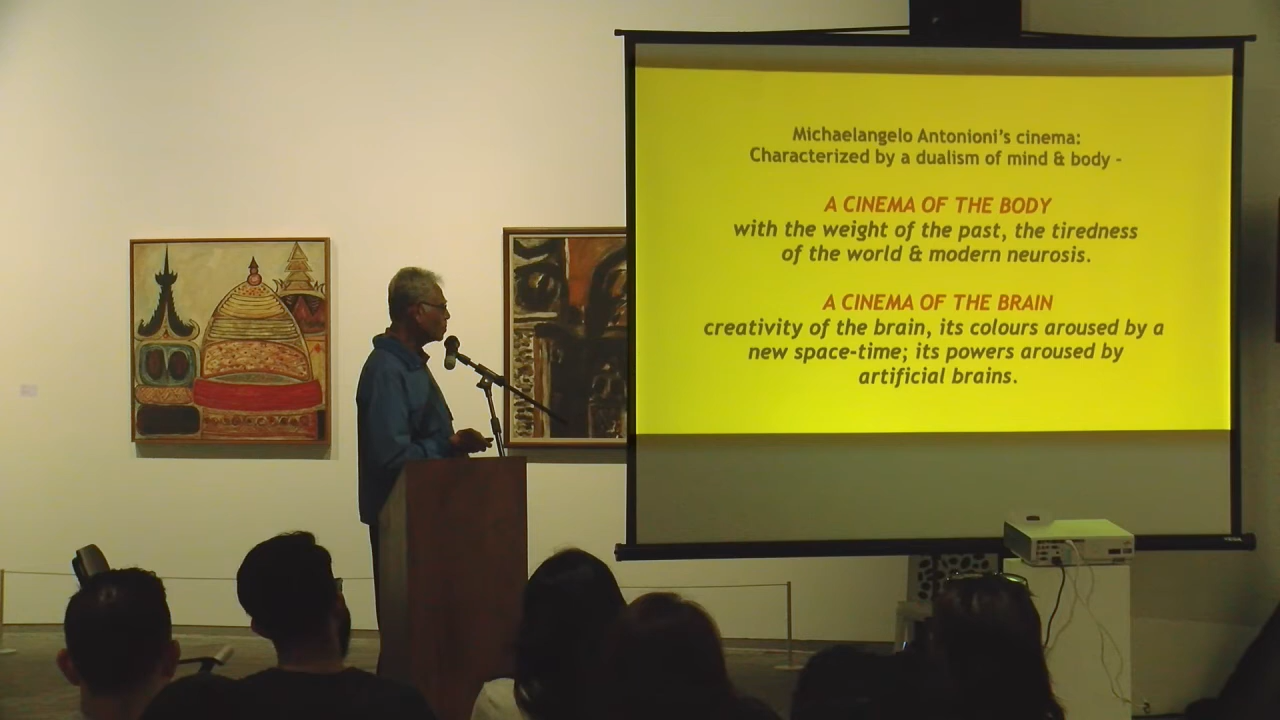 Michaelangelo Antonioni's cinema:
Characterized by a dualism of mind & body -
A CINEMA OF THE BODY
with the weight of the past, the tiredness
of the world & modern neurosis.
A CINEMA OF THE BRAIN
creativity of the brain, its colours aroused by a
new space-time; its powers aroused by
artificial brains.